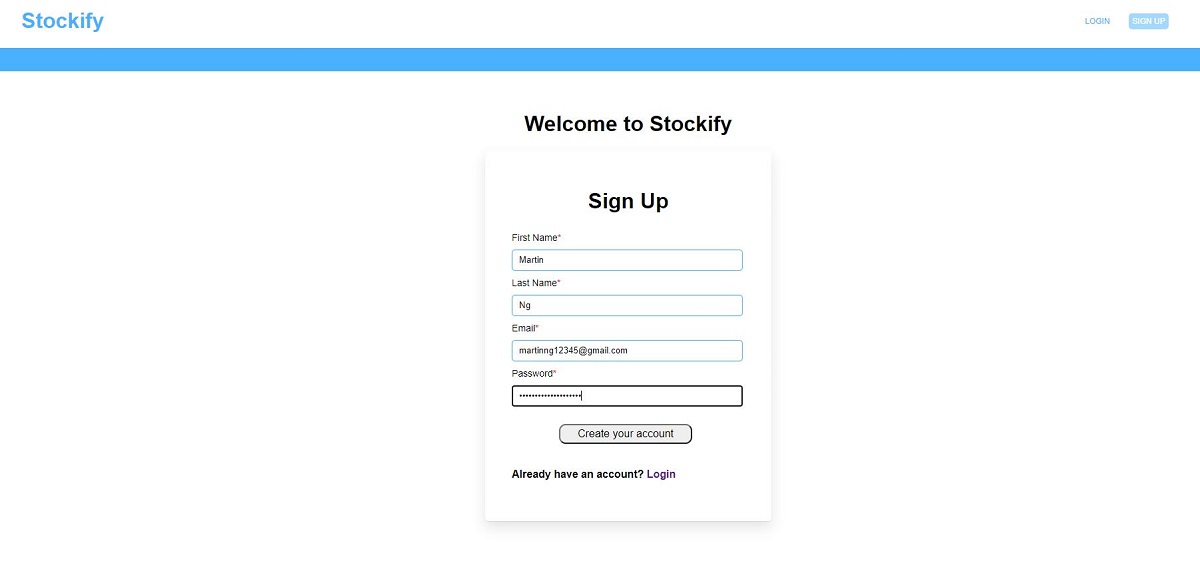 Stockify
LOGIN SIGN UP
Welcome to Stockify
Sign Up
First Name*
Martin
Last Name*
Ng
Email*
martinng12345@gmail.com
Password*
Create your account
Already have an account? Login